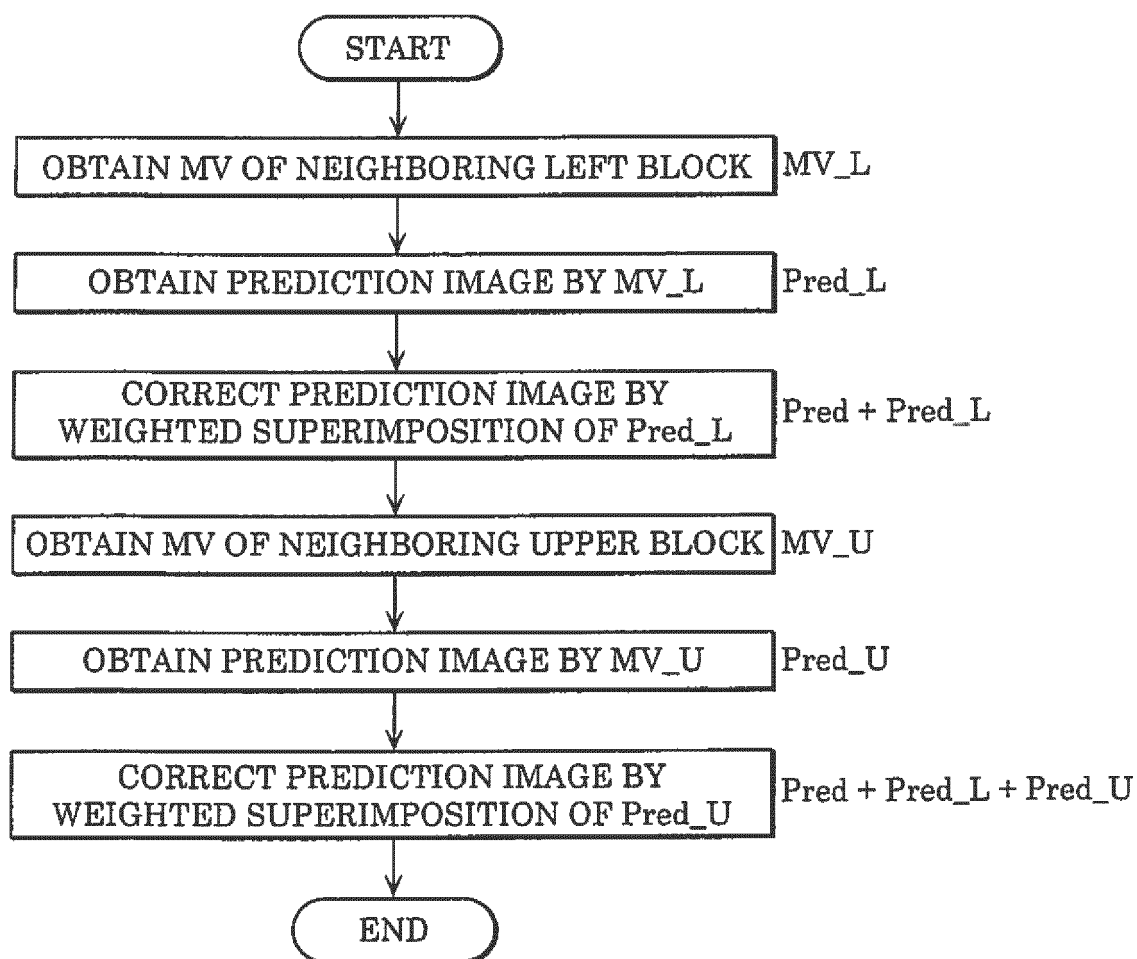 START
OBTAIN MV OF NEIGHBORING LEFT BLOCK
MV_L
OBTAIN PREDICTION IMAGE BY MV_L
Pred_L
CORRECT PREDICTION IMAGE BY
WEIGHTED SUPERIMPOSITION OF Pred_L
Pred + Pred_L
OBTAIN MV OF NEIGHBORING UPPER BLOCK
MV_U
OBTAIN PREDICTION IMAGE BY MV_U
Pred_U
CORRECT PREDICTION IMAGE BY
WEIGHTED SUPERIMPOSITION OF Pred_U
Pred + Pred_L + Pred_U
END